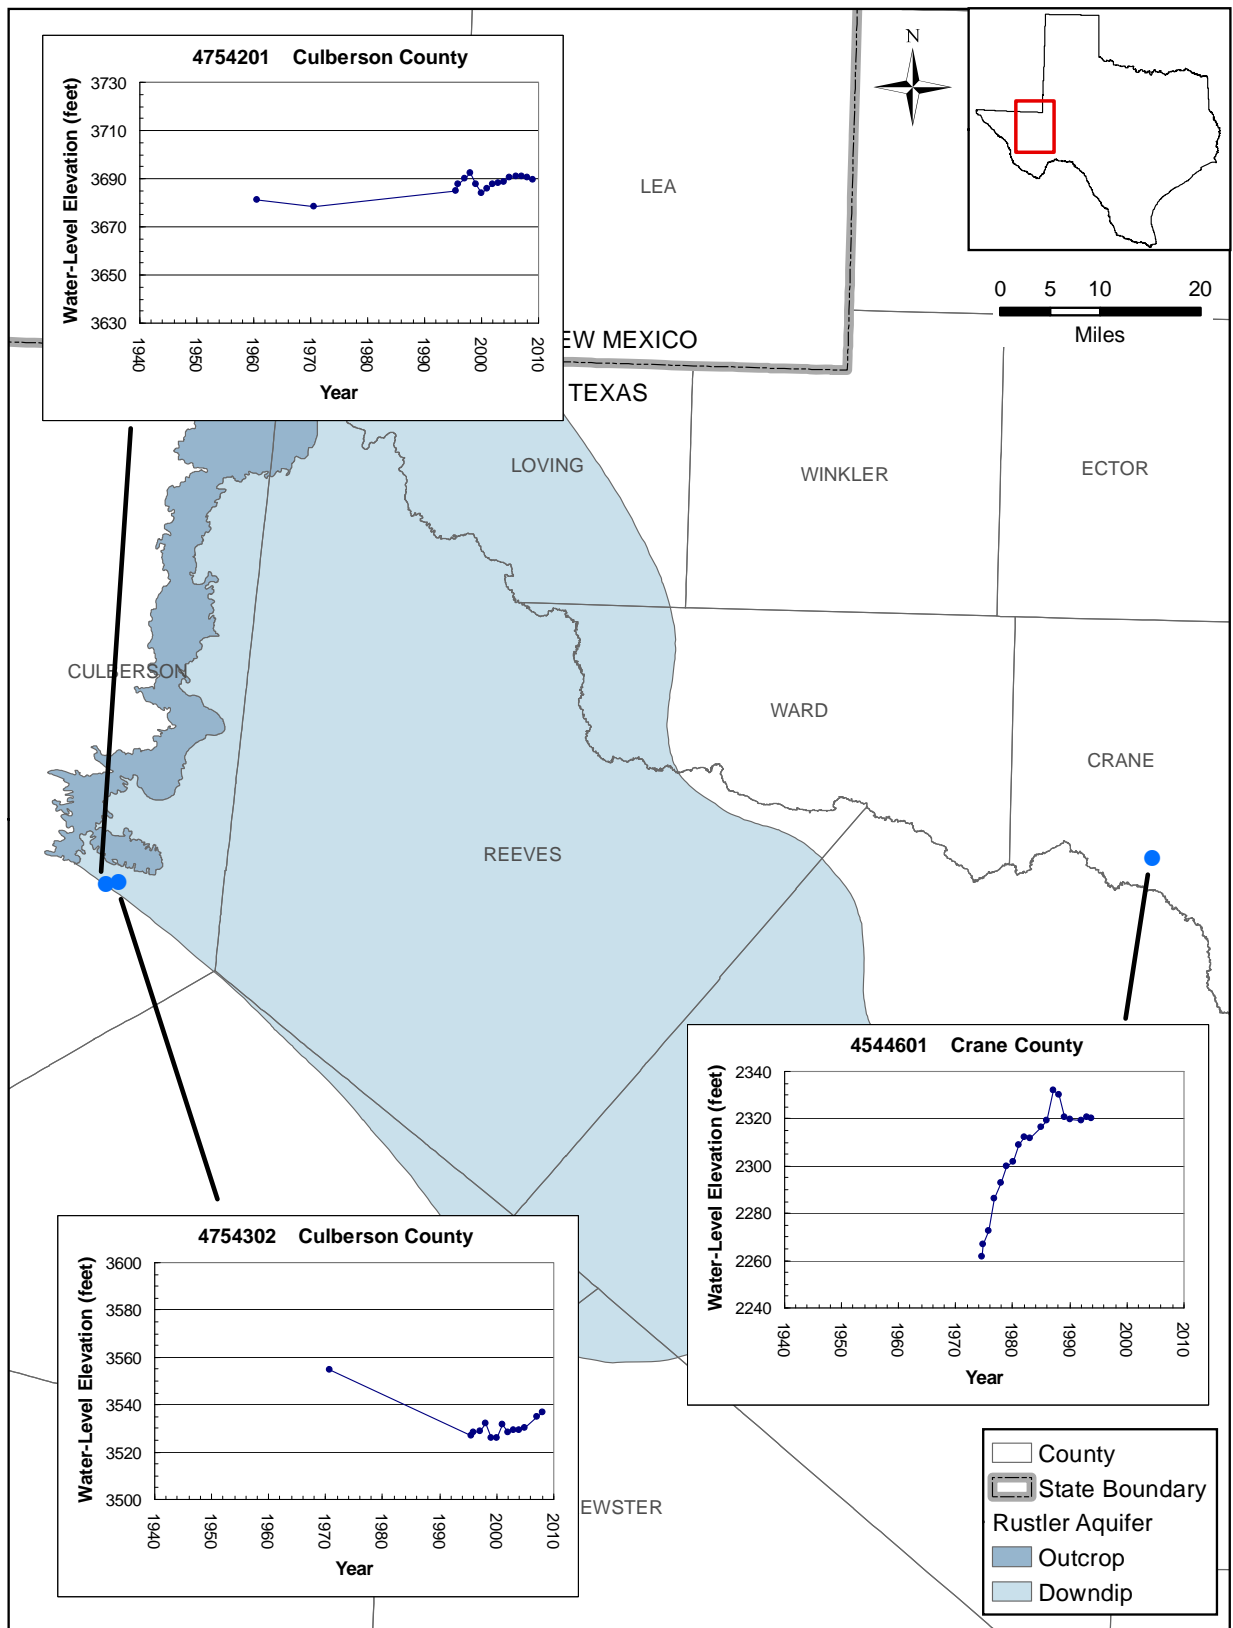 4754201 Culberson County
Water-Level Elevation (feet)
3730
3710
3690
3670
3650
3630
1940
1950
1960
1970
1980
1990
2000
2010
Year
N
0 5 10 20
Miles
LEA
EW MEXICO
TEXAS
LOVING
WINKLER
ECTOR
CULBERSON
WARD
CRANE
REEVES
4544601 Crane County
Water-Level Elevation (feet)
2340
2320
2300
2280
2260
2240
1940
1950
1960
1970
1980
1990
2000
2010
Year
4754302 Culberson County
Water-Level Elevation (feet)
3600
3580
3560
3540
3520
3500
1940
1950
1960
1970
1980
1990
2000
2010
Year
EWSTER
County
State Boundary
Rustler Aquifer
Outcrop
Downdip